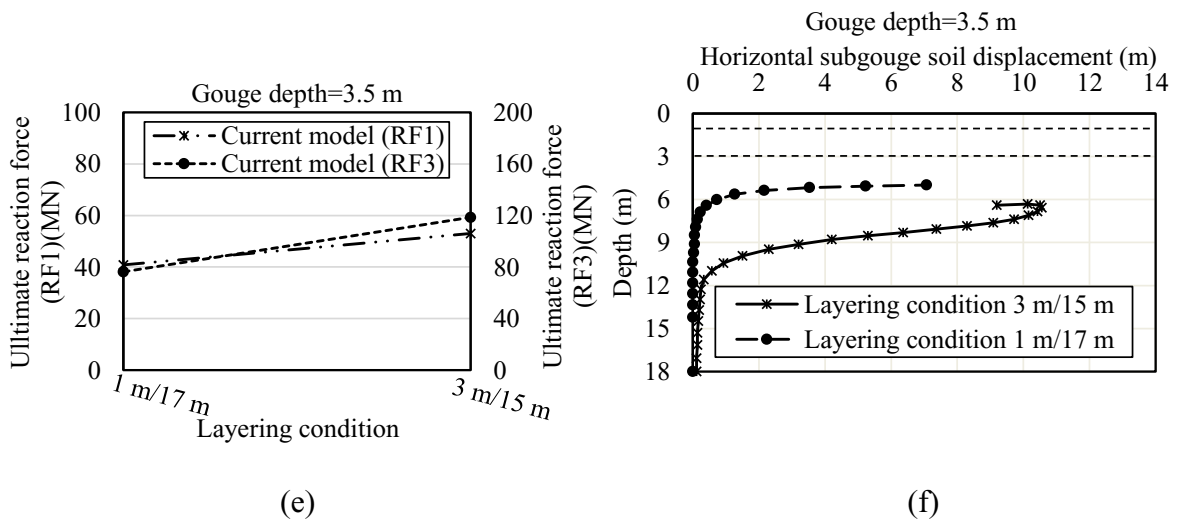 Gouge depth=3.5 m
100
80
60
40
20
0
Ulltimate reaction force
(RF1)(MN)
Current model (RF1)
Current model (RF3)
200
160
120
80
40
0
Ultimate reaction force
(RF3)(MN)
1 m/17 m
3 m/15 m
Layering condition
(e)
Gouge depth=3.5 m
Horizontal subgouge soil displacement (m)
0 2 4 6 8 10 12 14
0
3
6
9
12
15
18
Depth (m)
Layering condition 3 m/15 m
Layering condition 1 m/17 m
(f)